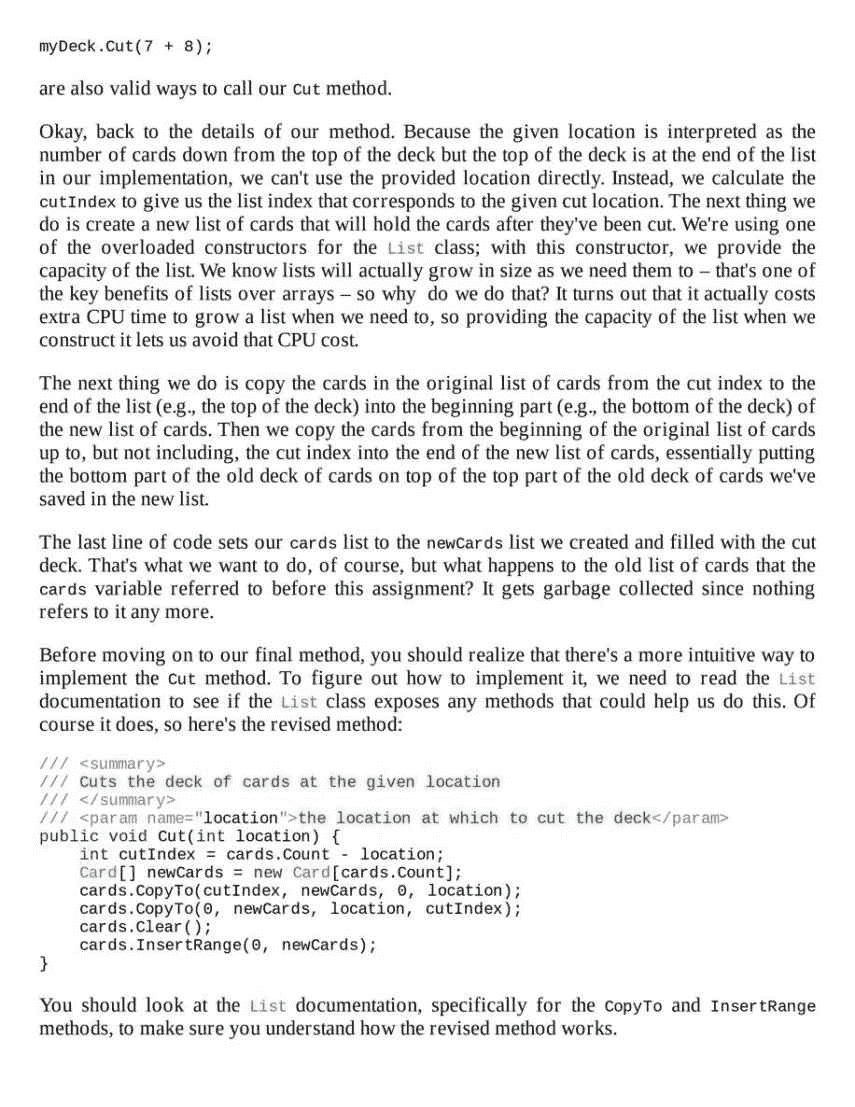 myDeck.Cut(7 + 8);
are also valid ways to call our Cut method.
Okay, back to the details of our method. Because the given location is interpreted as the
number of cards down from the top of the deck but the top of the deck is at the end of the list
in our implementation, we can't use the provided location directly. Instead, we calculate the
cutIndex to give us the list index that corresponds to the given cut location. The next thing we
do is create a new list of cards that will hold the cards after they've been cut. We're using one
of the overloaded constructors for the List class; with this constructor, we provide the
capacity of the list. We know lists will actually grow in size as we need them to – that's one of
the key benefits of lists over arrays – so why  do we do that? It turns out that it actually costs
extra CPU time to grow a list when we need to, so providing the capacity of the list when we
construct it lets us avoid that CPU cost.
The next thing we do is copy the cards in the original list of cards from the cut index to the
end of the list (e.g., the top of the deck) into the beginning part (e.g., the bottom of the deck) of
the new list of cards. Then we copy the cards from the beginning of the original list of cards
up to, but not including, the cut index into the end of the new list of cards, essentially putting
the bottom part of the old deck of cards on top of the top part of the old deck of cards we've
saved in the new list.
The last line of code sets our cards list to the newCards list we created and filled with the cut
deck. That's what we want to do, of course, but what happens to the old list of cards that the
cards variable referred to before this assignment? It gets garbage collected since nothing
refers to it any more.
Before moving on to our final method, you should realize that there's a more intuitive way to
implement the Cut method. To figure out how to implement it, we need to read the List
documentation to see if the List class exposes any methods that could help us do this. Of
course it does, so here's the revised method:
/// <summary>
/// Cuts the deck of cards at the given location
/// </summary>
/// <param name="location">the location at which to cut the deck</param>
public void Cut(int location) {
    int cutIndex = cards.Count - location;
    Card[] newCards = new Card[cards.Count];
    cards.CopyTo(cutIndex, newCards, 0, location);
    cards.CopyTo(0, newCards, location, cutIndex);
    cards.Clear();
    cards.InsertRange(0, newCards);
}
You should look at the List documentation, specifically for the CopyTo and InsertRange
methods, to make sure you understand how the revised method works.